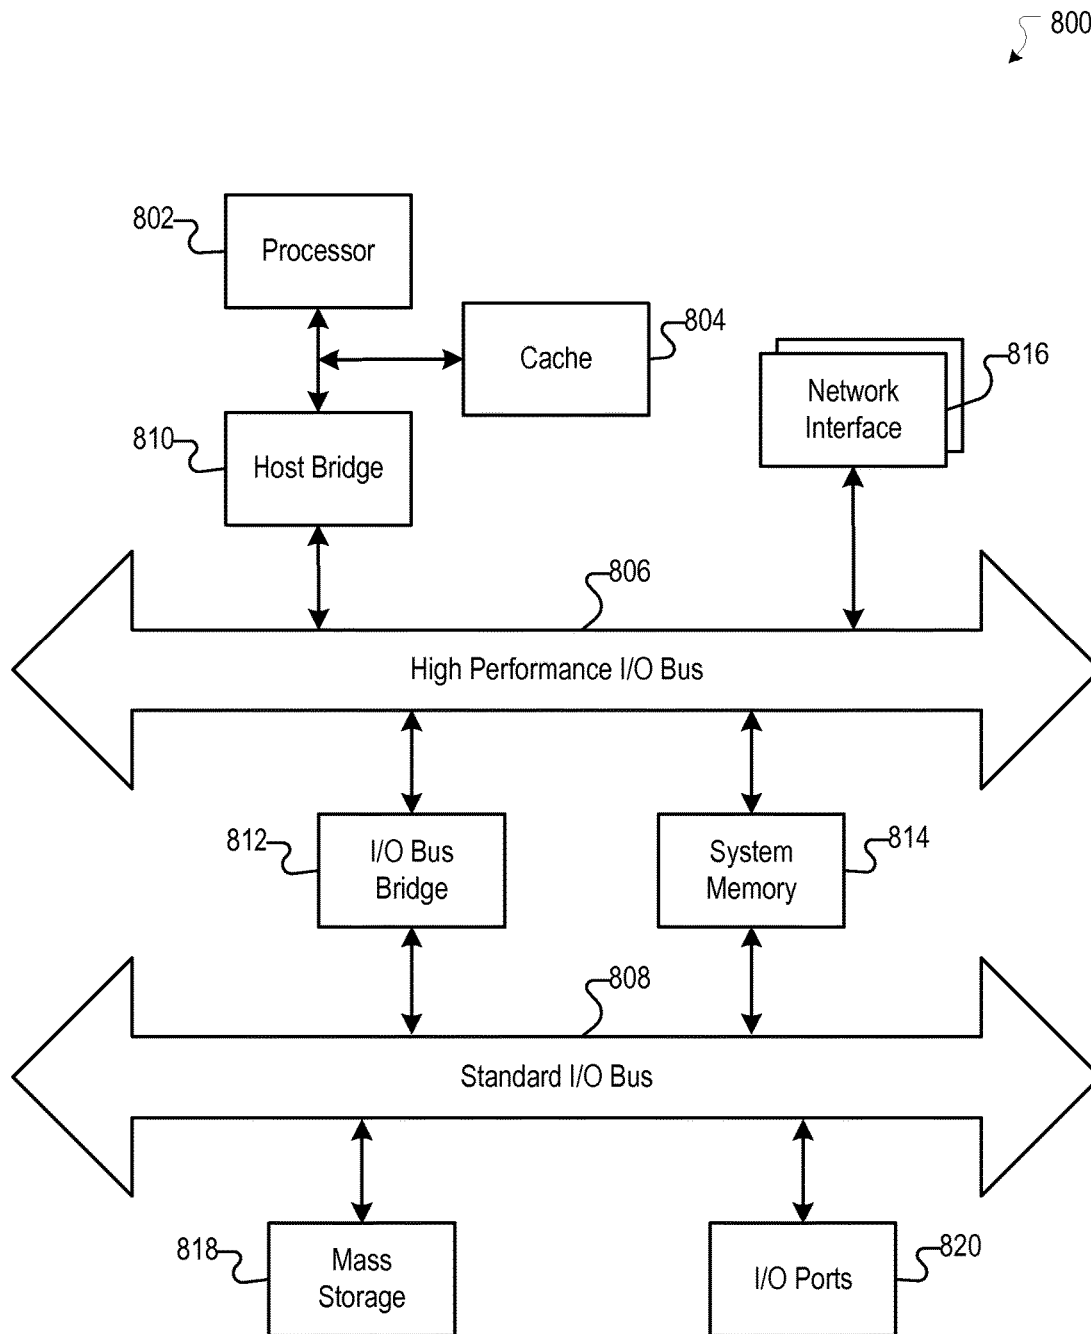 800
802
Processor
804
Cache
816
Network
Interface
810
Host Bridge
806
High Performance I/O Bus
812
I/O Bus
Bridge
System
Memory
814
808
Standard I/O Bus
818
Mass
Storage
I/O Ports
820